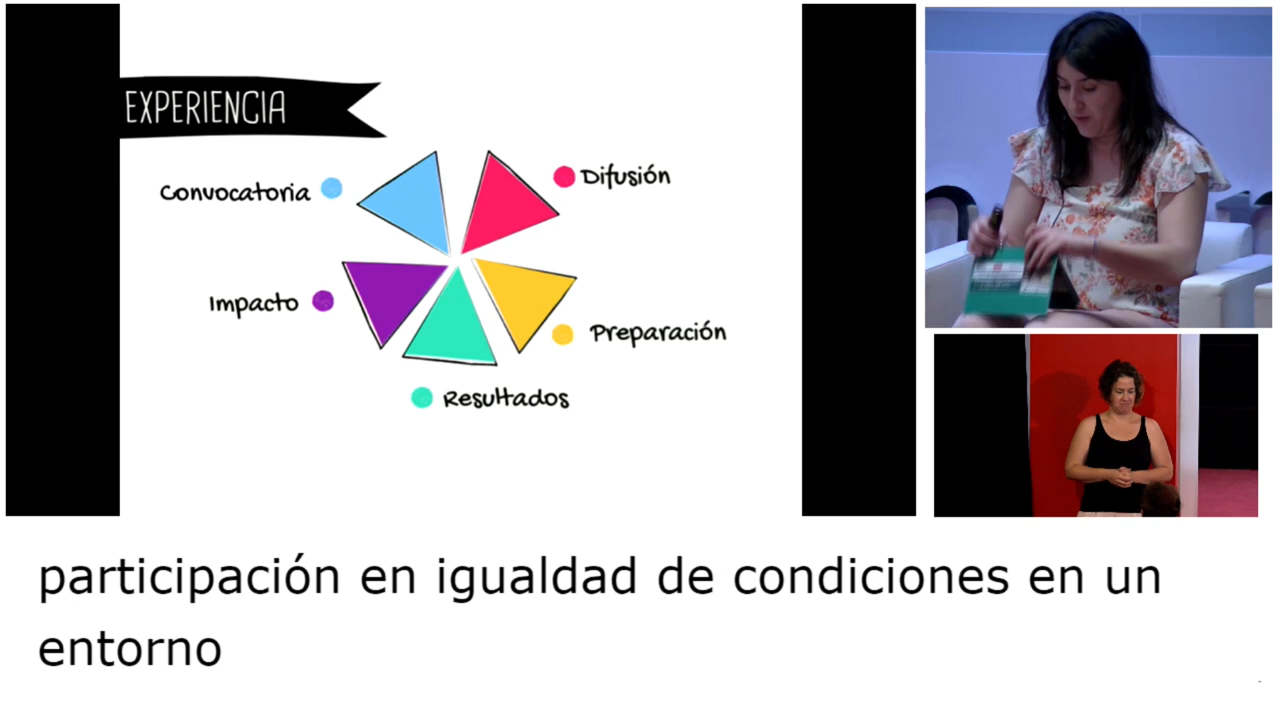 EXPERIENCIA
Convocatoria
Difusión
Impacto
Preparación
Resultados
participación en igualdad de condiciones en un
entorno